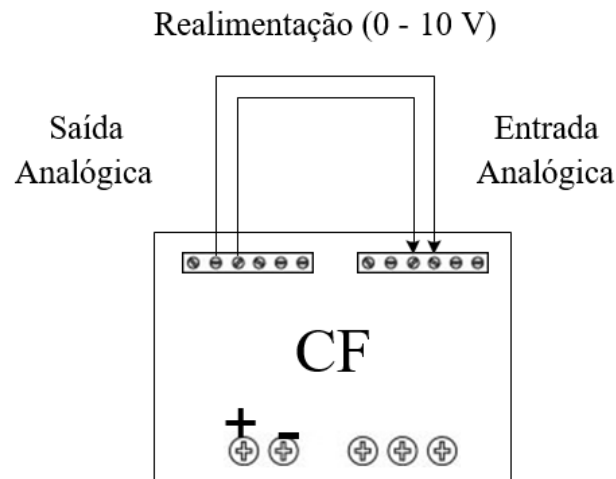 Realimentação (0 - 10 V)
Saída
Analógica
Entrada
Analógica
CF
+ -